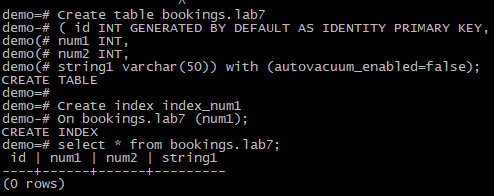 demo=# Create table bookings.lab7
demo-# ( id INT GENERATED BY DEFAULT AS IDENTITY PRIMARY KEY,
demo(# num1 INT,
demo(# num2 INT,
demo(# string1 varchar(50)) with (autovacuum_enabled=false);
CREATE TABLE
demo=#
demo=# Create index index_num1
demo-# On bookings.lab7 (num1);
CREATE INDEX
demo=# select * from bookings.lab7;
 id | num1 | num2 | string1
----+------+------+---------
(0 rows)